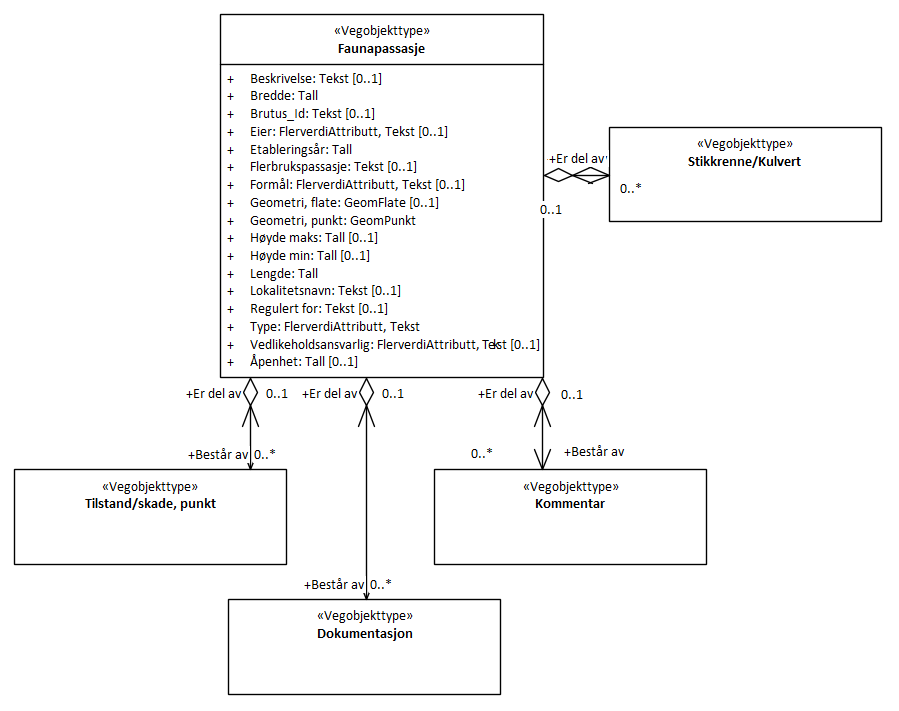 «Vegobjekttype»
Faunapassasje
+ Beskrivelse: Tekst [0..1]
+ Bredde: Tall
+ Brutus_Id: Tekst [0..1]
+ Eier: FlerverdiAttributt, Tekst [0..1]
+ Etableringsår: Tall
+ Flerbrukspassasje: Tekst [0..1]
+ Formål: FlerverdiAttributt, Tekst [0..1]
+ Geometri, flate: GeomFlate [0..1]
+ Geometri, punkt: GeomPunkt
+ Høyde maks: Tall [0..1]
+ Høyde min: Tall [0..1]
+ Lengde: Tall
+ Lokalitetsnavn: Tekst [0..1]
+ Regulert for: Tekst [0..1]
+ Type: FlerverdiAttributt, Tekst
+ Vedlikeholdsansvarlig: FlerverdiAttributt, Tekst [0..1]
+ Åpenhet: Tall [0..1]
+Er del av
0..1
0..*
«Vegobjekttype»
Stikkrenne/Kulvert
+Er del av 0..1
+Er del av 0..1
+Er del av 0..1
+Består av 0..*
0..* +Består av
«Vegobjekttype»
Tilstand/skade, punkt
«Vegobjekttype»
Kommentar
+Består av 0..*
«Vegobjekttype»
Dokumentasjon